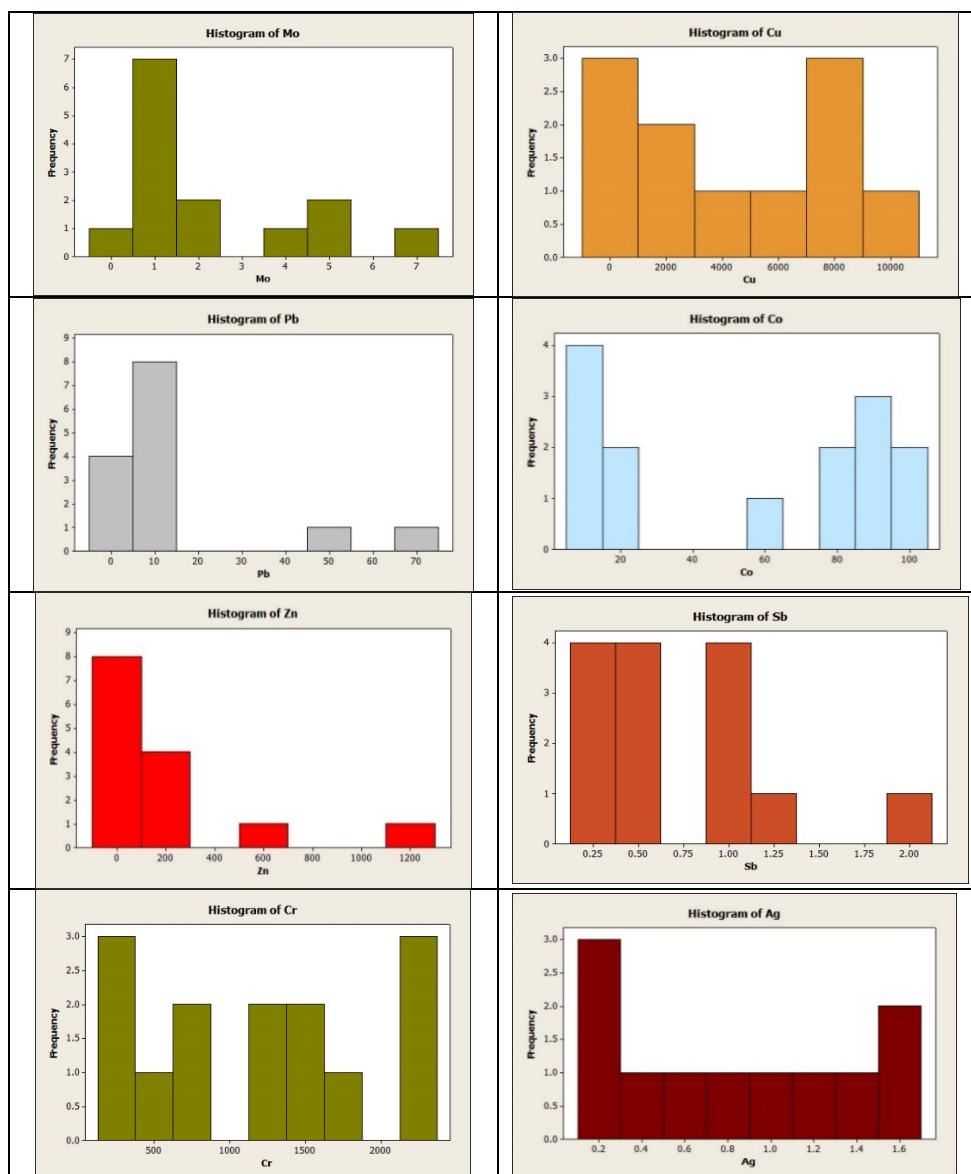 Histogram of Mo
7
6
5
4
3
2
1
0
Frequency
0 1 2 3 4 5 6 7
Mo
Histogram of Cu
3.0
2.5
2.0
1.5
1.0
0.5
0.0
Frequency
0 2000 4000 6000 8000 10000
Cu
Histogram of Pb
9
8
7
6
5
4
3
2
1
0
Frequency
0 10 20 30 40 50 60 70
Pb
Histogram of Co
4
3
2
1
0
Frequency
20 40 60 80 100
Co
Histogram of Zn
9
8
7
6
5
4
3
2
1
0
Frequency
0 200 400 600 800 1000 1200
Zn
Histogram of Sb
4
3
2
1
0
Frequency
0.25 0.50 0.75 1.00 1.25 1.50 1.75 2.00
Sb
Histogram of Cr
3.0
2.5
2.0
1.5
1.0
0.5
0.0
Frequency
500 1000 1500 2000
Cr
Histogram of Ag
3.0
2.5
2.0
1.5
1.0
0.5
0.0
Frequency
0.2 0.4 0.6 0.8 1.0 1.2 1.4 1.6
Ag